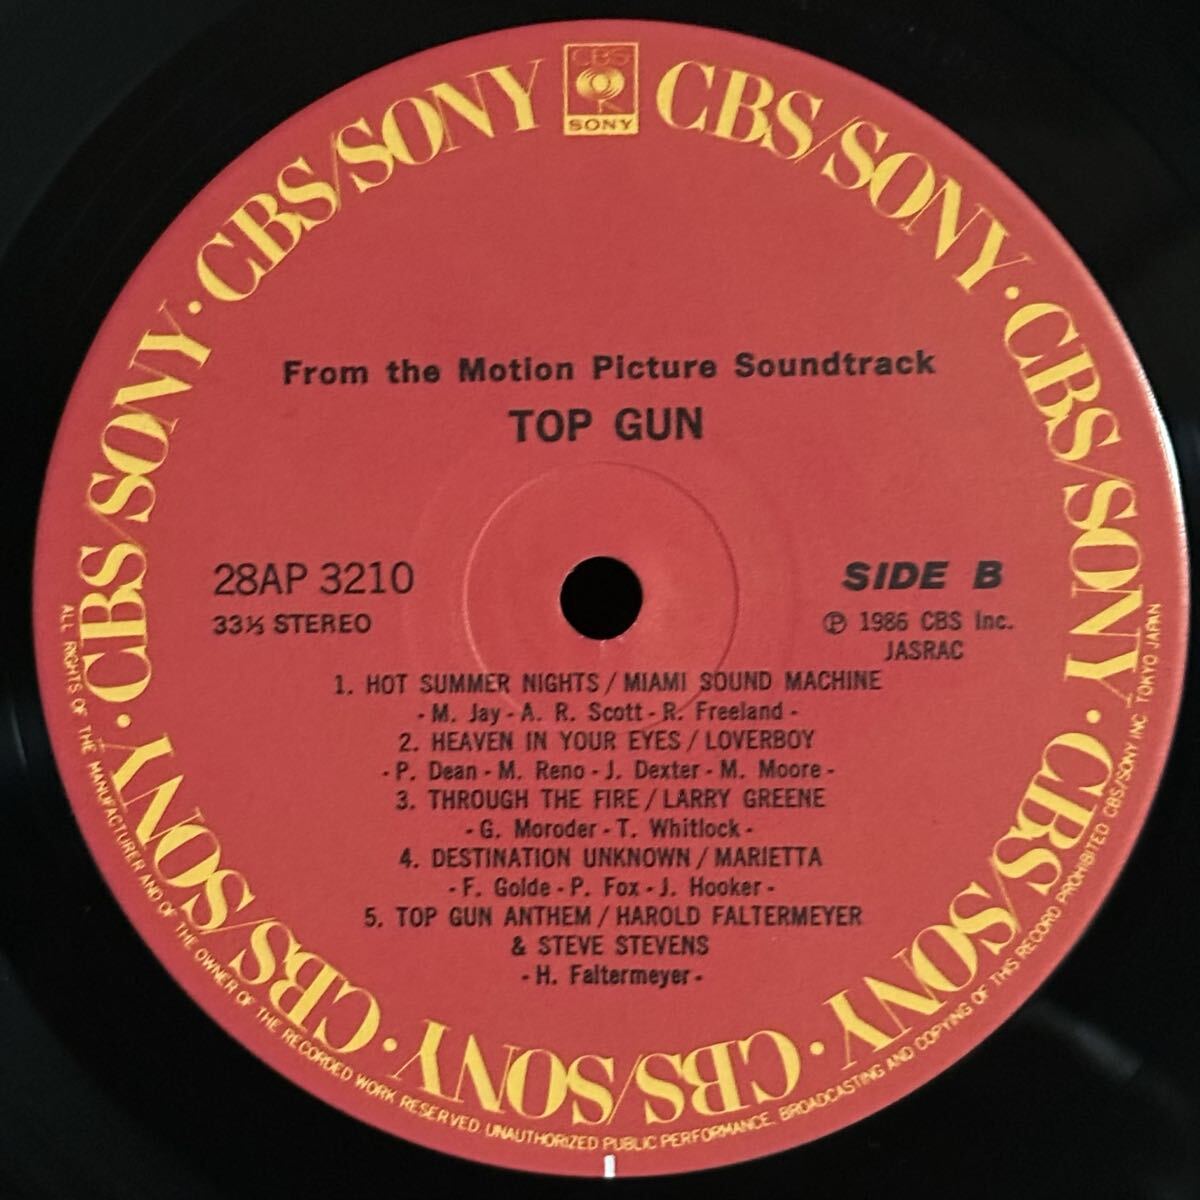 CBS
SONY
CBS/SONY · CBS/SONY · CBS/SONY · CBS/SONY · CBS/SONY · CBS/SONY · CBS/SONY · CBS/SONY
From the Motion Picture Soundtrack
TOP GUN
28AP 3210
33⅓ STEREO
SIDE B
℗ 1986 CBS Inc.
JASRAC
1. HOT SUMMER NIGHTS / MIAMI SOUND MACHINE
- M. Jay - A. R. Scott - R. Freeland -
2. HEAVEN IN YOUR EYES / LOVERBOY
- P. Dean - M. Reno - J. Dexter - M. Moore -
3. THROUGH THE FIRE / LARRY GREENE
- G. Moroder - T. Whitlock -
4. DESTINATION UNKNOWN / MARIETTA
- F. Golde - P. Fox - J. Hooker -
5. TOP GUN ANTHEM / HAROLD FALTERMEYER
& STEVE STEVENS
- H. Faltermeyer -
ALL RIGHTS OF THE MANUFACTURER AND OF THE OWNER OF THE RECORDED WORK RESERVED. UNAUTHORIZED PUBLIC PERFORMANCE, BROADCASTING AND COPYING OF THIS RECORD PROHIBITED CBS/SONY INC TOKYO JAPAN